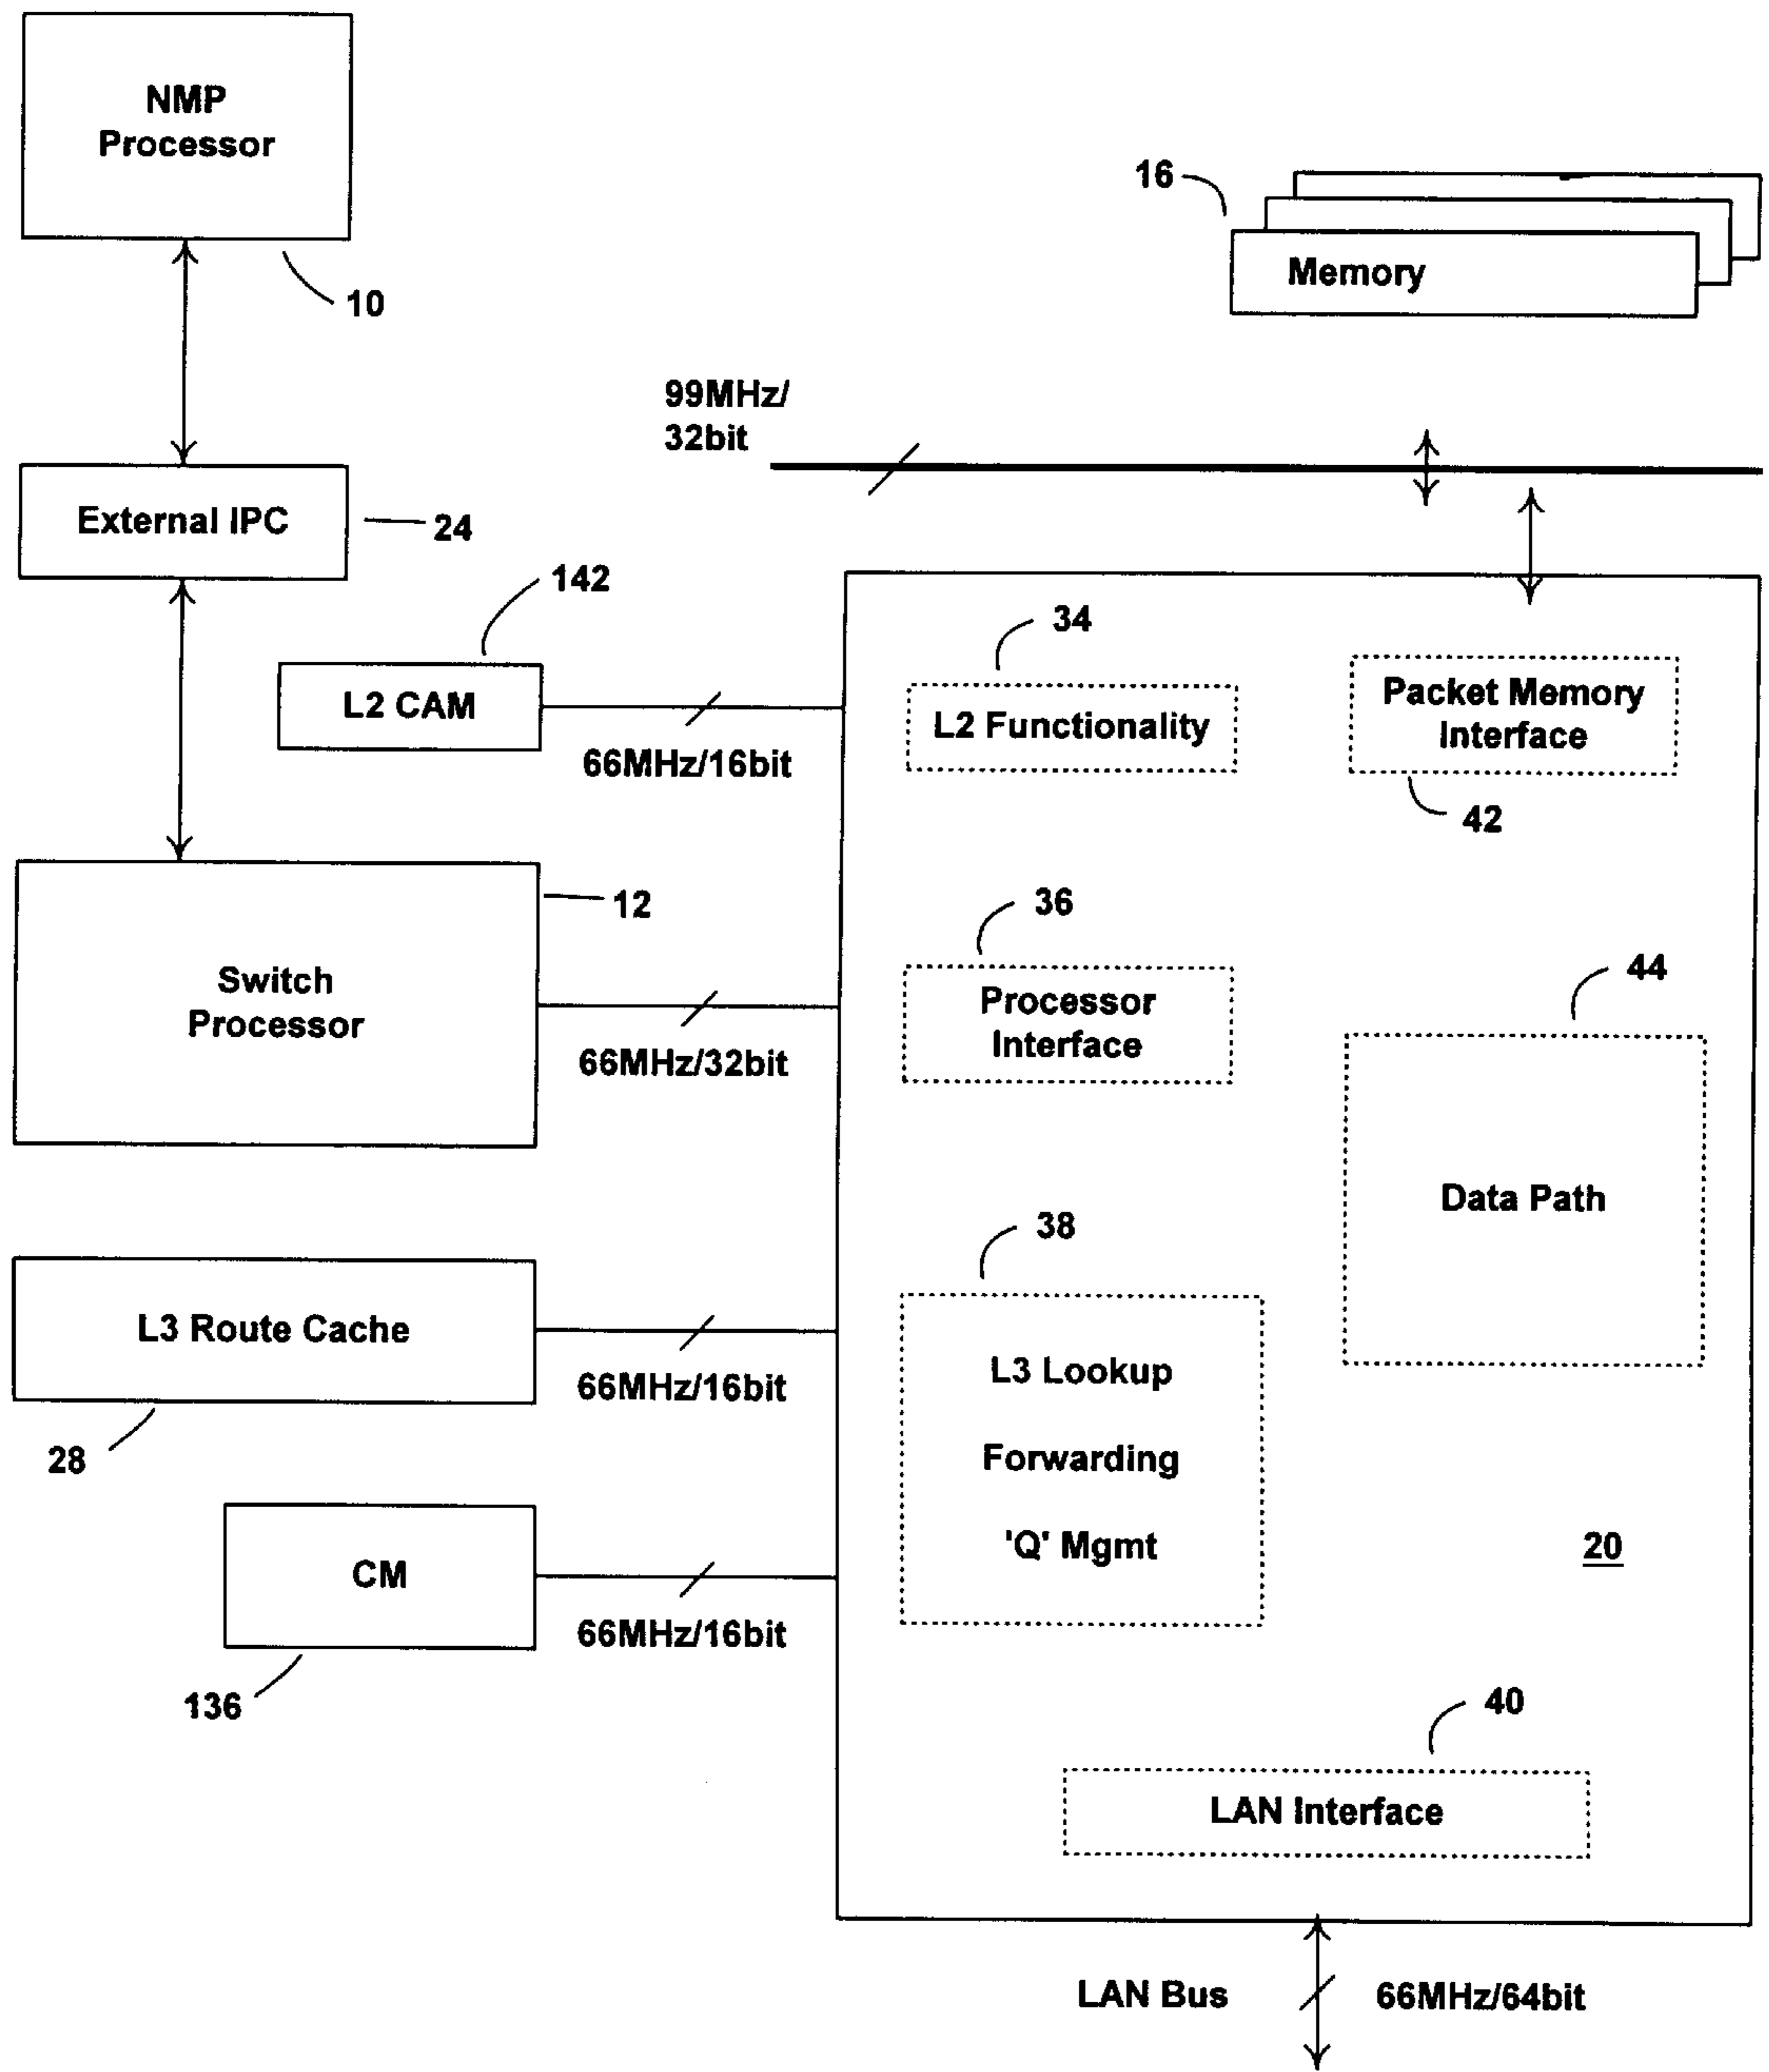 NMP
Processor
10
16
Memory
99MHz/
32bit
External IPC
24
142
L2 CAM
66MHz/16bit
34
L2 Functionality
Packet Memory
Interface
42
12
Switch
Processor
66MHz/32bit
36
Processor
Interface
44
Data Path
38
L3 Route Cache
66MHz/16bit
28
L3 Lookup
Forwarding
'Q' Mgmt
20
CM
66MHz/16bit
136
40
LAN Interface
LAN Bus
66MHz/64bit